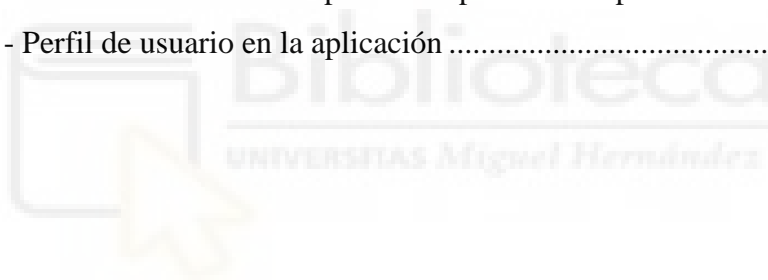 - Perfil de usuario en la aplicación ........................................
Biblioteca
UNIVERSITAS Miguel Hernández